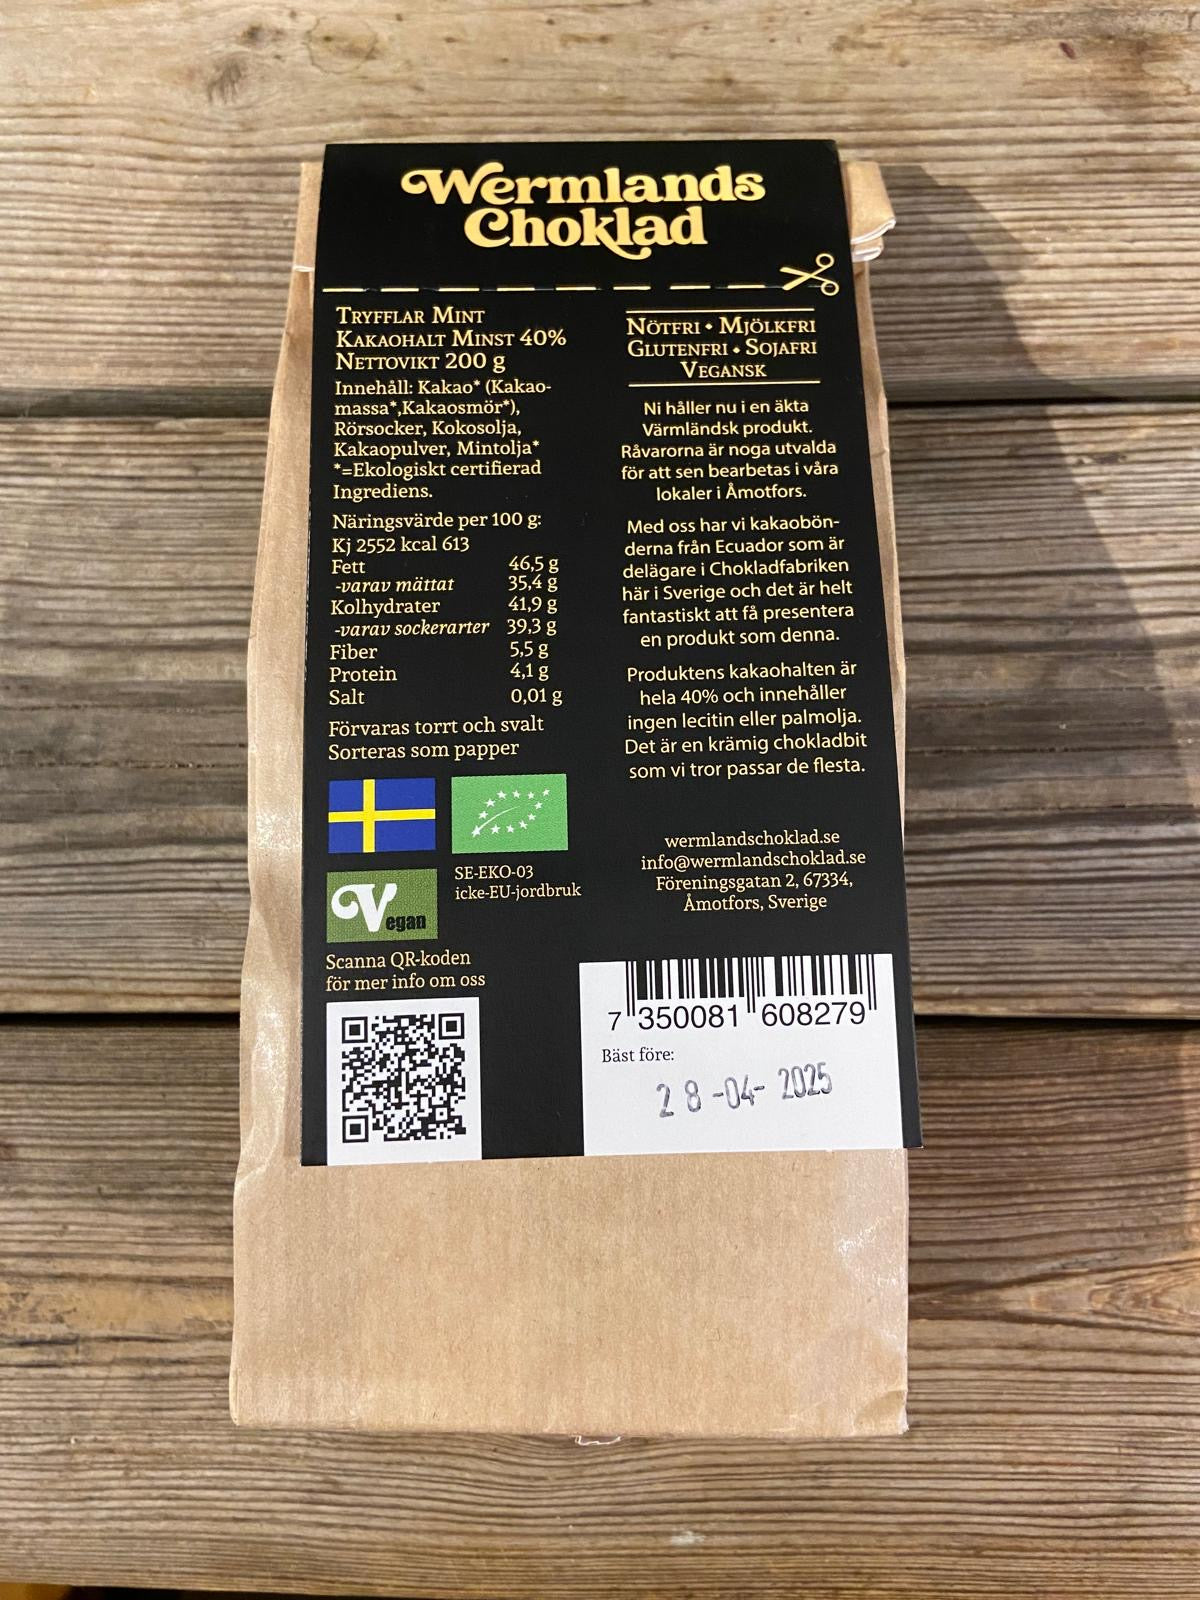 Wermlands
Choklad
Tryfflar Mint
Kakaohalt Minst 40%
Nettovikt 200 g
Innehåll: Kakao* (Kakao-
massa*,Kakaosmör*),
Rörsocker, Kokosolja,
Kakaopulver, Mintolja*
*=Ekologiskt certifierad
Ingrediens.
Näringsvärde per 100 g:
Kj 2552 kcal 613
Fett 46,5 g
-varav mättat 35,4 g
Kolhydrater 41,9 g
-varav sockerarter 39,3 g
Fiber 5,5 g
Protein 4,1 g
Salt 0,01 g
Förvaras torrt och svalt
Sorteras som papper
SE-EKO-03
icke-EU-jordbruk
Vegan
Scanna QR-koden
för mer info om oss
Nötfri • Mjölkfri
Glutenfri • Sojafri
Vegansk
Ni håller nu i en äkta
Värmländsk produkt.
Råvarorna är noga utvalda
för att sen bearbetas i våra
lokaler i Åmotfors.
Med oss har vi kakaobön-
derna från Ecuador som är
delägare i Chokladfabriken
här i Sverige och det är helt
fantastiskt att få presentera
en produkt som denna.
Produktens kakaohalten är
hela 40% och innehåller
ingen lecitin eller palmolja.
Det är en krämig chokladbit
som vi tror passar de flesta.
wermlandschoklad.se
info@wermlandschoklad.se
Föreningsgatan 2, 67334,
Åmotfors, Sverige
7 350081 608279
Bäst före:
28-04-2025